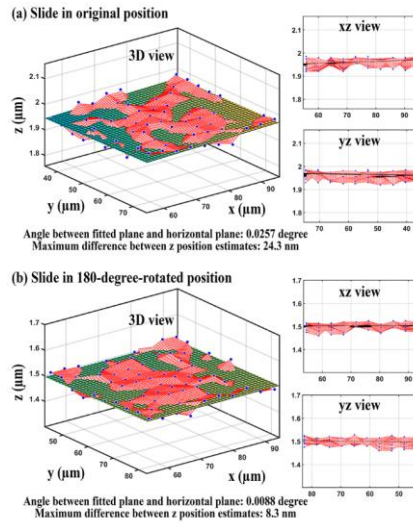 (a) Slide in original position
3D view
2.1
2
1.9
1.8
z (µm)
40
50
60
70
y (µm)
60
70
80
90
x (µm)
xz view
2.1
2
1.9
1.8
60 70 80 90
yz view
2.1
2
1.9
1.8
70 60 50 40
Angle between fitted plane and horizontal plane: 0.0257 degree
Maximum difference between z position estimates: 24.3 nm
(b) Slide in 180-degree-rotated position
3D view
1.7
1.6
1.5
1.4
z (µm)
50
60
70
80
y (µm)
60
70
80
90
x (µm)
xz view
1.7
1.6
1.5
1.4
1.3
60 70 80 90
yz view
1.7
1.6
1.5
1.4
1.3
80 70 60 50
Angle between fitted plane and horizontal plane: 0.0088 degree
Maximum difference between z position estimates: 8.3 nm